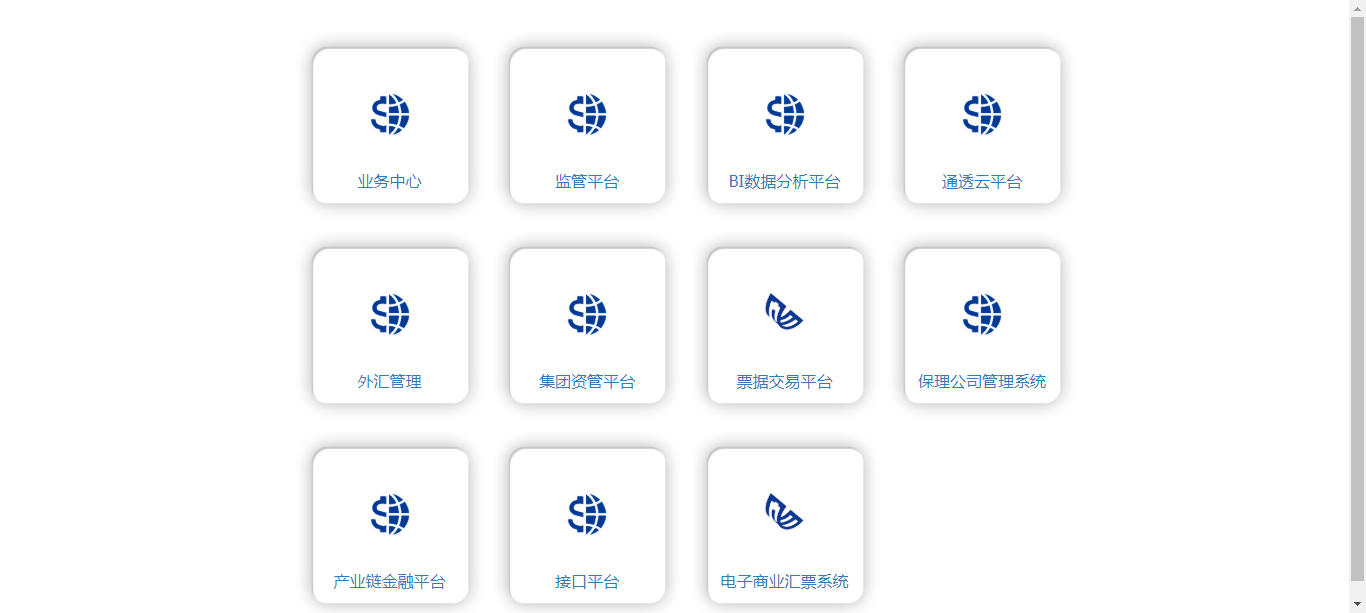 业务中心
监管平台
BI数据分析平台
通透云平台
外汇管理
集团资管平台
票据交易平台
保理公司管理系统
产业链金融平台
接口平台
电子商业汇票系统